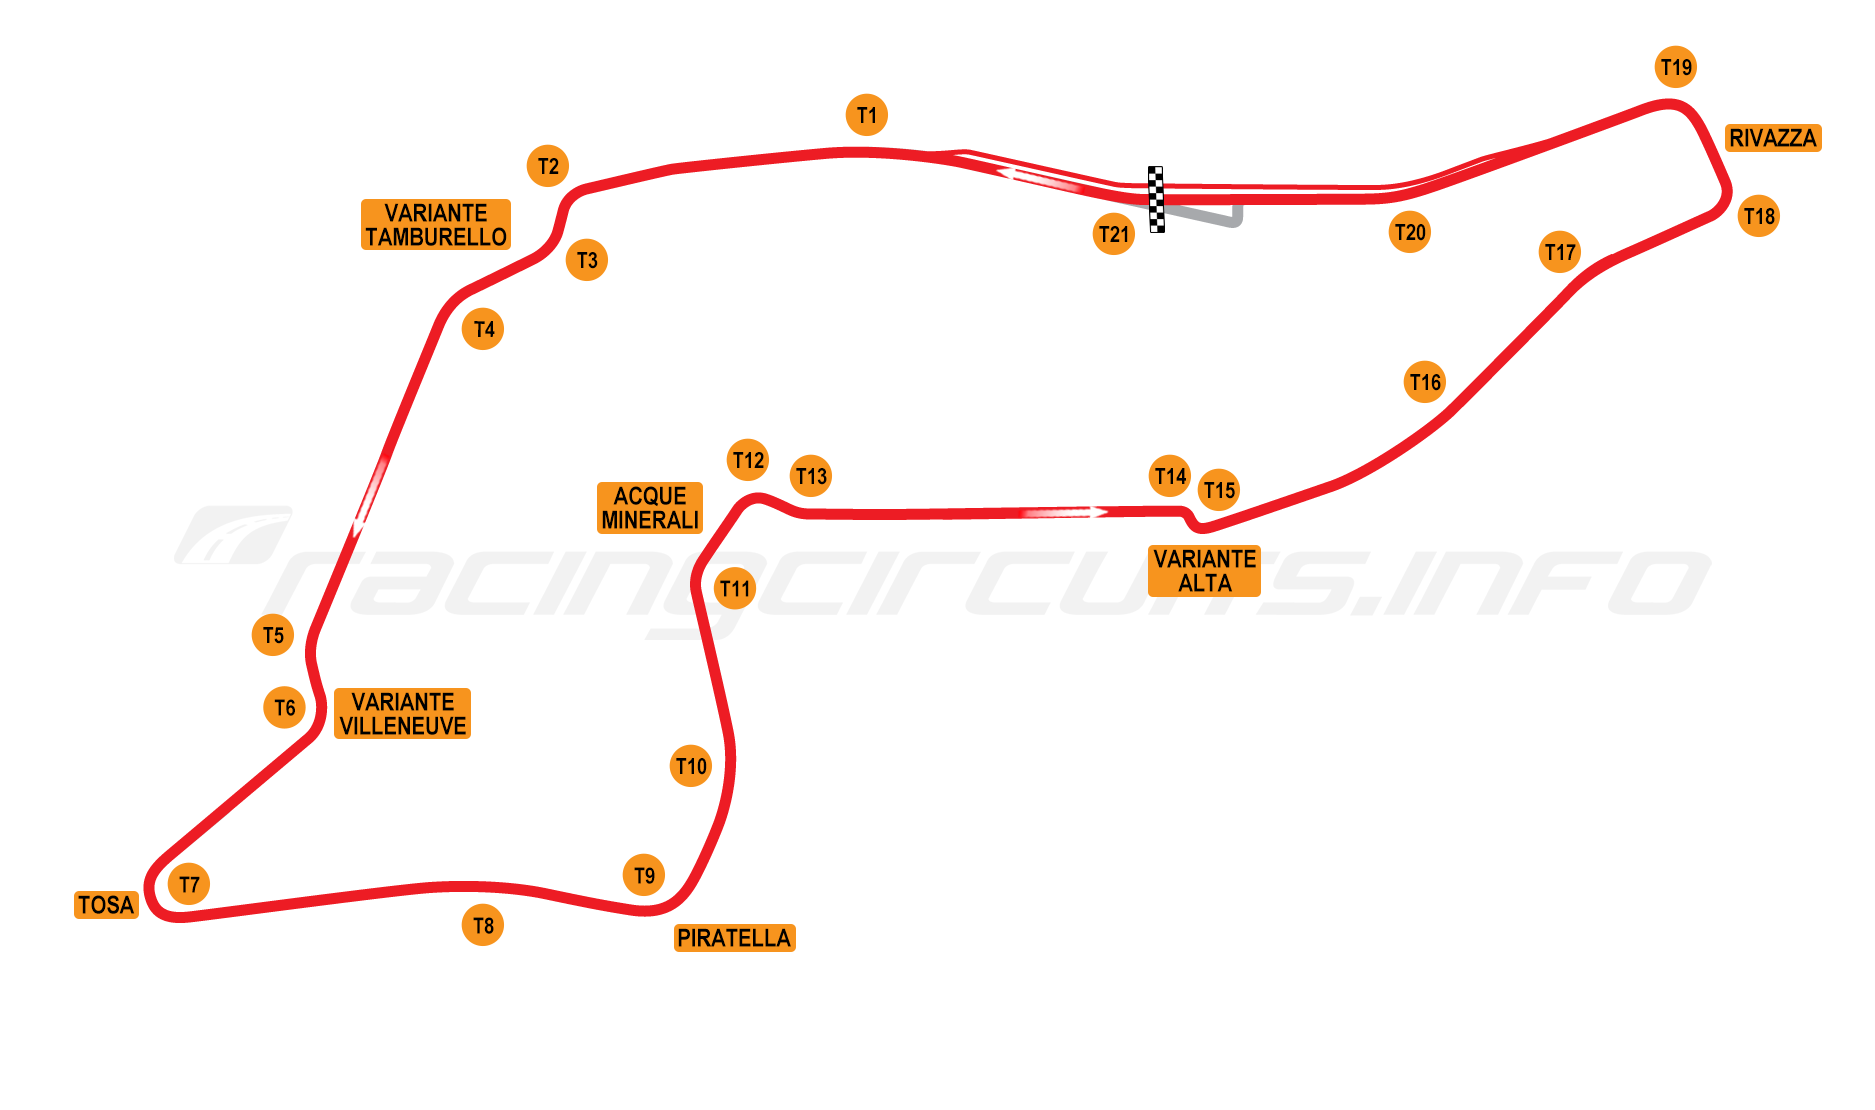 T19
T1
RIVAZZA
T2
VARIANTE
TAMBURELLO
T18
T20
T21
T17
T3
T4
T16
T12
T13
T14
T15
ACQUE
MINERALI
VARIANTE
ALTA
racingcircuits.info
T11
T5
T6
VARIANTE
VILLENEUVE
T10
T9
T7
TOSA
T8
PIRATELLA